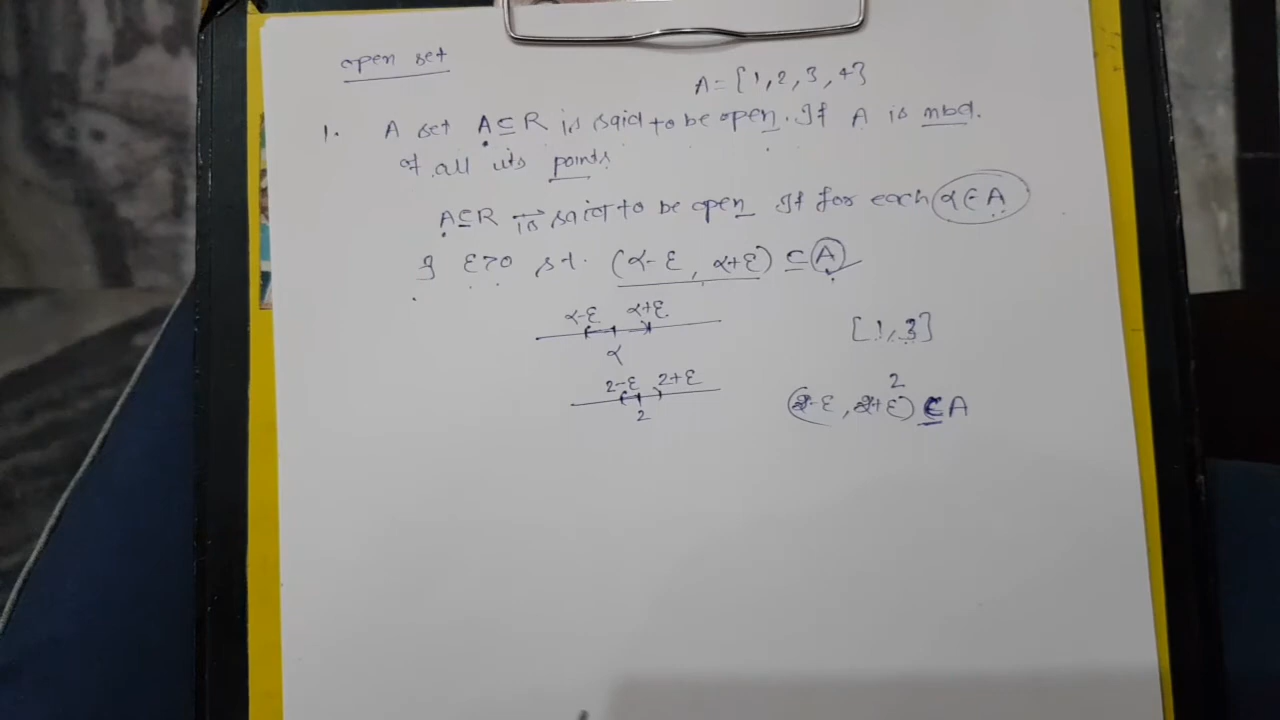 open set
A = {1, 2, 3, 4}
1. A set A ⊆ R is said to be open. If A is nbd.
of all its points
A ⊆ R is said to be open If for each α ∈ A
∃ ε>0 s.t. (α-ε, α+ε) ⊆ A
α-ε α+ε
α
[1, 3]
2-ε 2+ε
2
2
(2-ε, 2+ε) ⊆ A